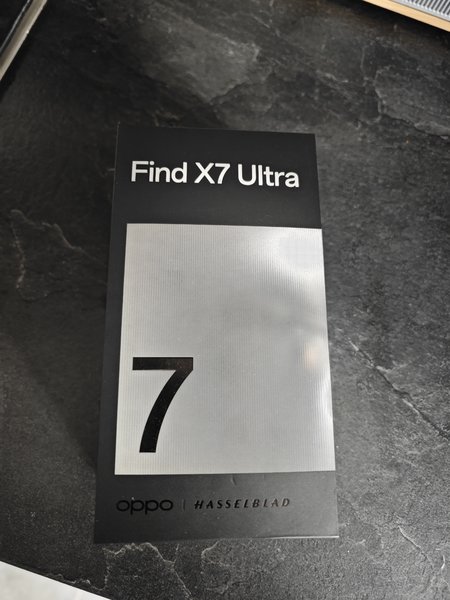 Find X7 Ultra
7
oppo | HASSELBLAD